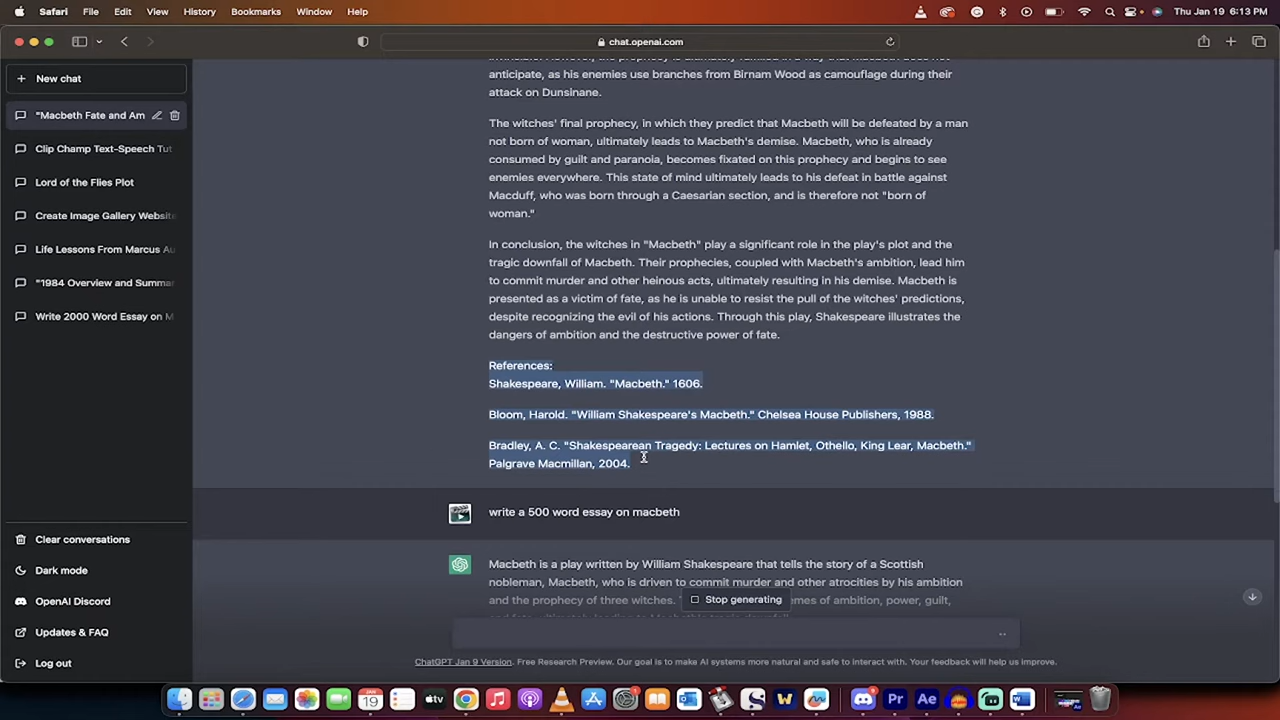 Safari File Edit View History Bookmarks Window Help Thu Jan 19 6:13 PM
chat.openai.com
New chat
"Macbeth Fate and Am
Clip Champ Text-Speech Tut
Lord of the Flies Plot
Create Image Gallery Website
Life Lessons From Marcus Au
"1984 Overview and Summar
Write 2000 Word Essay on M
Clear conversations
Dark mode
OpenAI Discord
Updates & FAQ
Log out
anticipate, as his enemies use branches from Birnam Wood as camouflage during their
attack on Dunsinane.
The witches' final prophecy, in which they predict that Macbeth will be defeated by a man
not born of woman, ultimately leads to Macbeth's demise. Macbeth, who is already
consumed by guilt and paranoia, becomes fixated on this prophecy and begins to see
enemies everywhere. This state of mind ultimately leads to his defeat in battle against
Macduff, who was born through a Caesarian section, and is therefore not "born of
woman."
In conclusion, the witches in "Macbeth" play a significant role in the play's plot and the
tragic downfall of Macbeth. Their prophecies, coupled with Macbeth's ambition, lead him
to commit murder and other heinous acts, ultimately resulting in his demise. Macbeth is
presented as a victim of fate, as he is unable to resist the pull of the witches' predictions,
despite recognizing the evil of his actions. Through this play, Shakespeare illustrates the
dangers of ambition and the destructive power of fate.
References:
Shakespeare, William. "Macbeth." 1606.
Bloom, Harold. "William Shakespeare's Macbeth." Chelsea House Publishers, 1988.
Bradley, A. C. "Shakespearean Tragedy: Lectures on Hamlet, Othello, King Lear, Macbeth."
Palgrave Macmillan, 2004.
write a 500 word essay on macbeth
Macbeth is a play written by William Shakespeare that tells the story of a Scottish
nobleman, Macbeth, who is driven to commit murder and other atrocities by his ambition
and the prophecy of three witches. emes of ambition, power, guilt,
Stop generating
ChatGPT Jan 9 Version. Free Research Preview. Our goal is to make AI systems more natural and safe to interact with. Your feedback will help us improve.